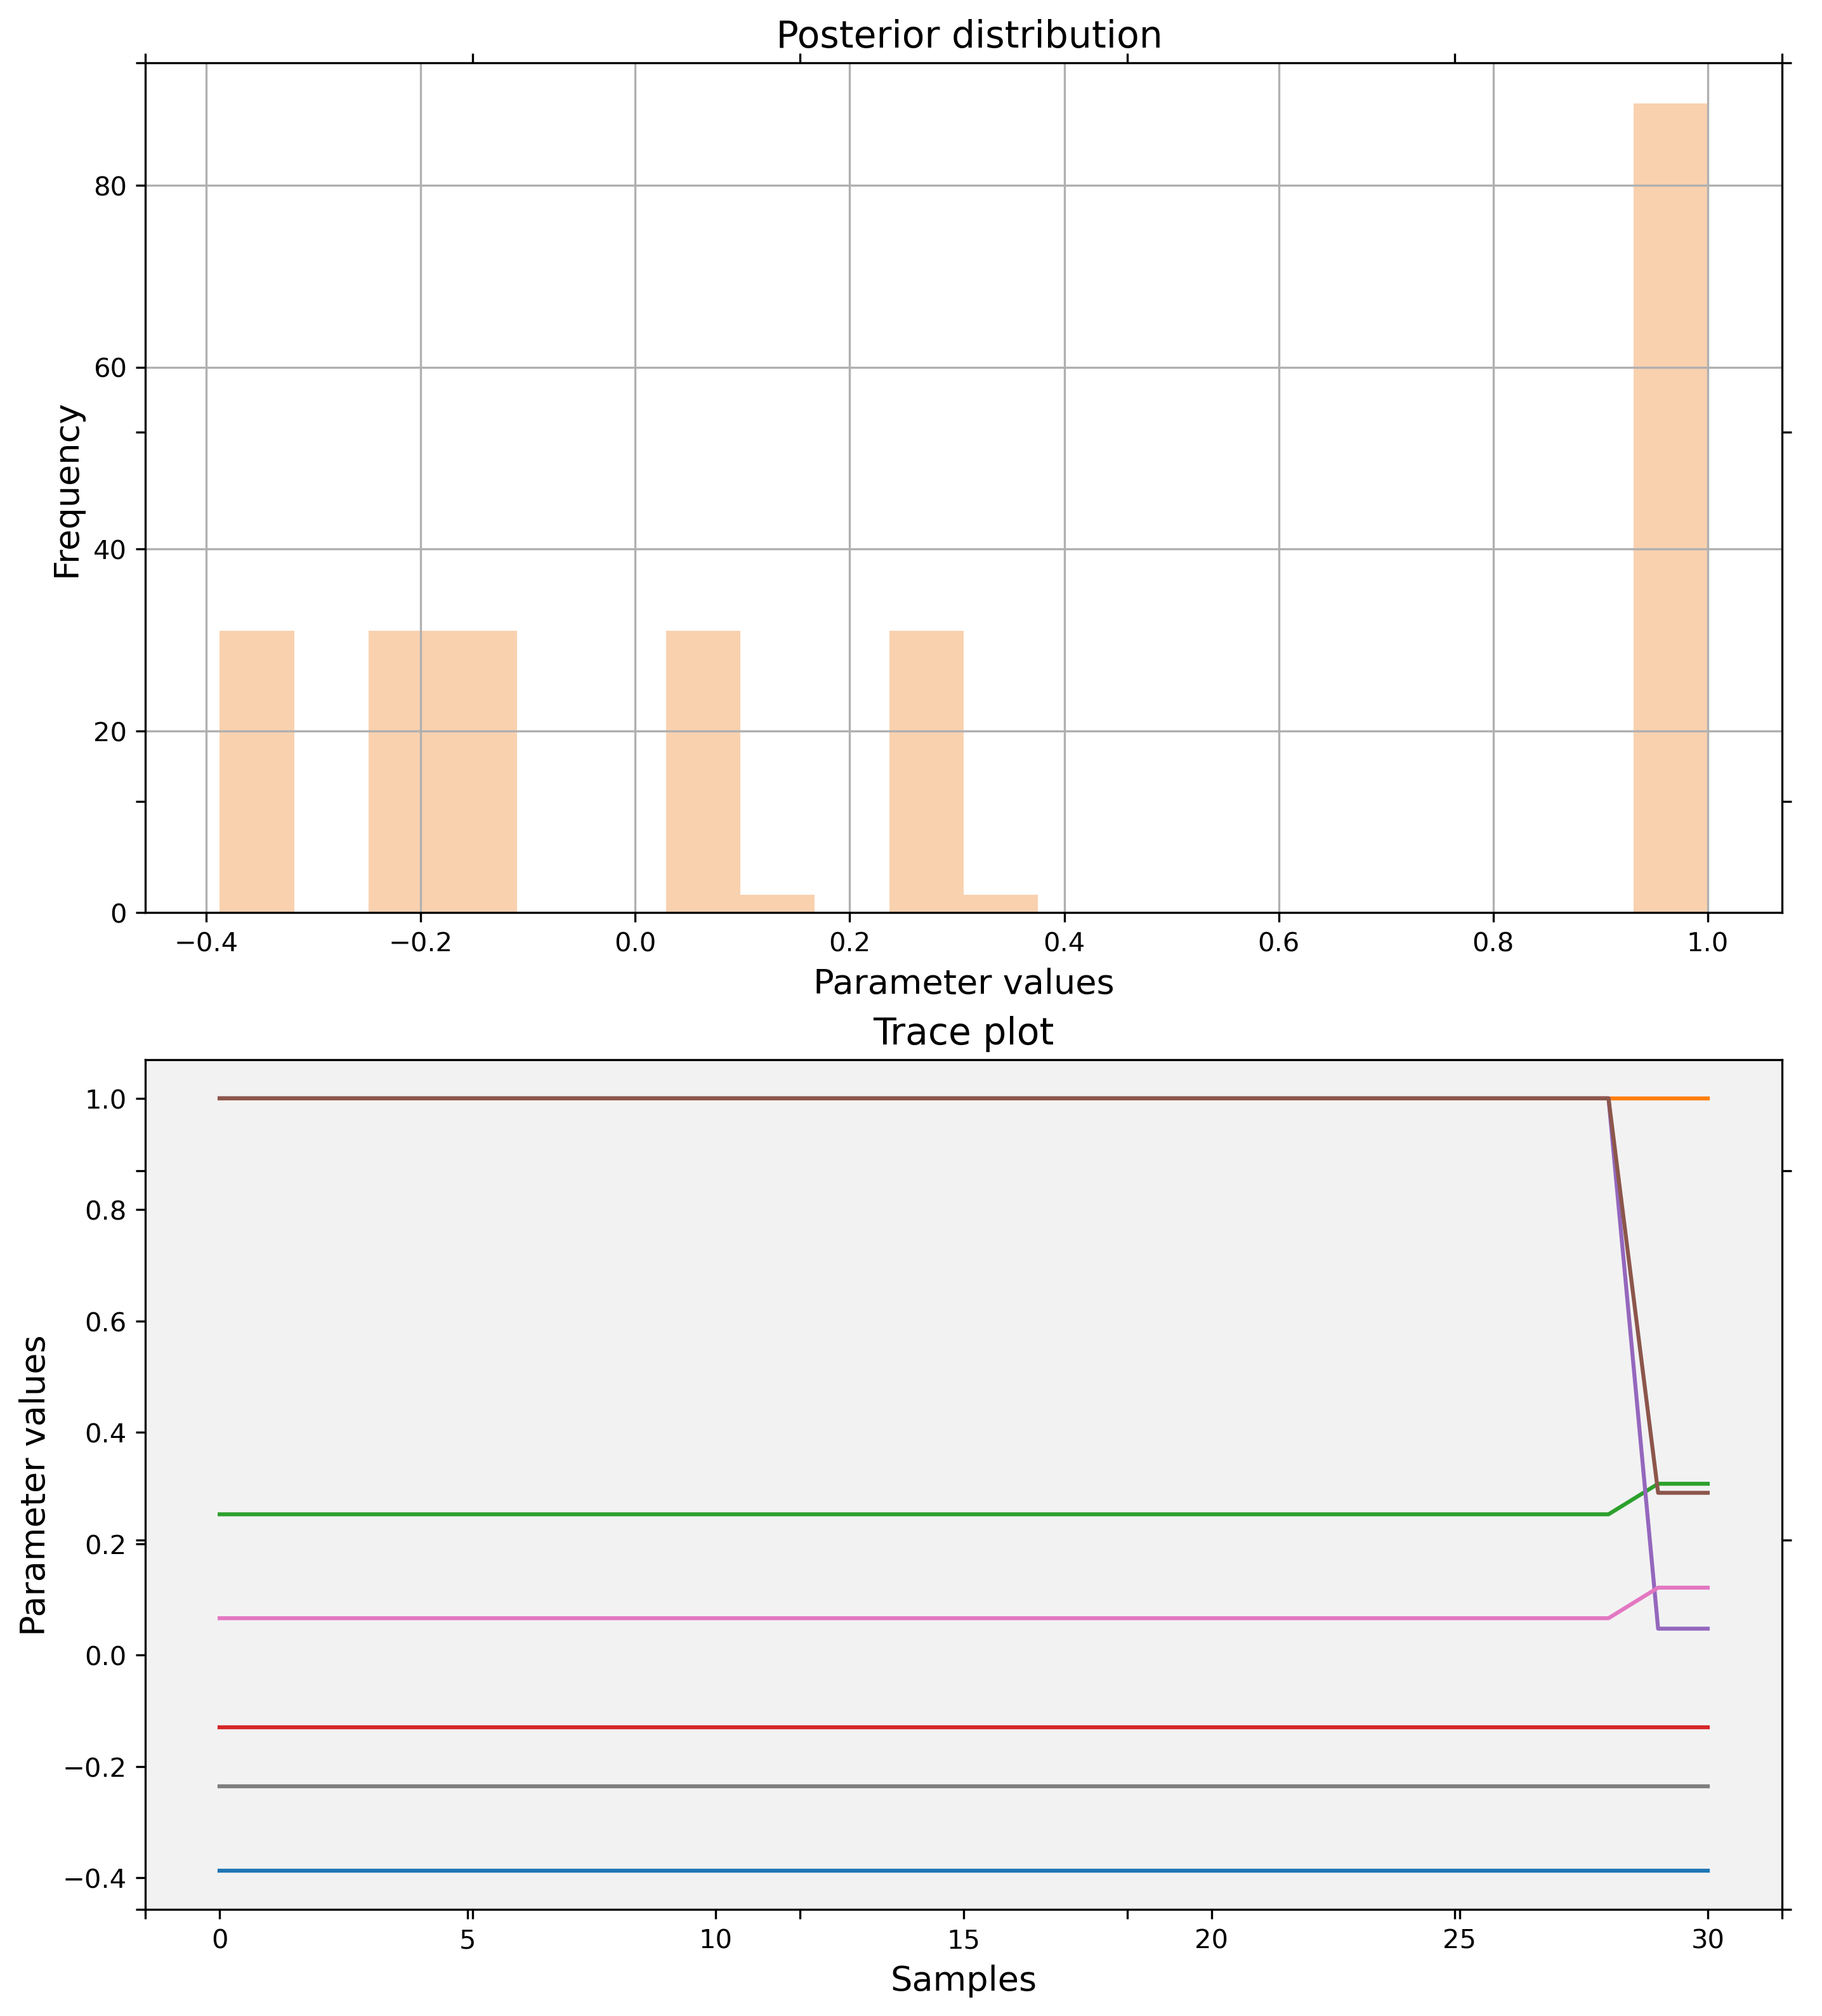 Posterior distribution
Frequency
80
60
40
20
0
−0.4 −0.2 0.0 0.2 0.4 0.6 0.8 1.0
Parameter values
Trace plot
Parameter values
1.0
0.8
0.6
0.4
0.2
0.0
−0.2
−0.4
0 5 10 15 20 25 30
Samples